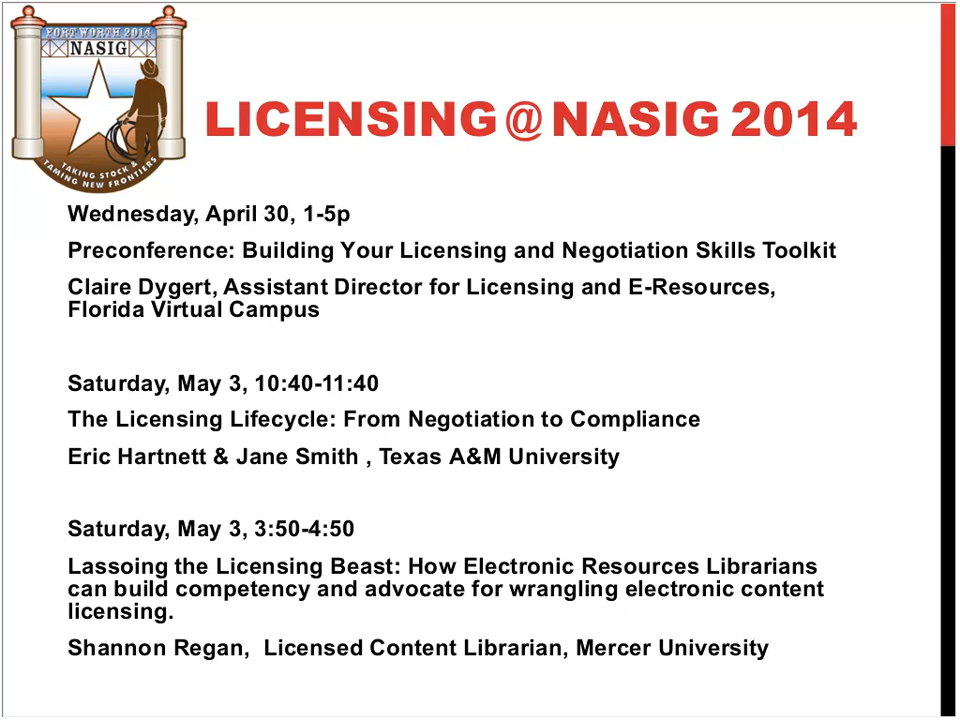 FORT WORTH 2014
NASIG
TAKING STOCK &
TAMING NEW FRONTIERS
LICENSING @ NASIG 2014
Wednesday, April 30, 1-5p
Preconference: Building Your Licensing and Negotiation Skills Toolkit
Claire Dygert, Assistant Director for Licensing and E-Resources,
Florida Virtual Campus
Saturday, May 3, 10:40-11:40
The Licensing Lifecycle: From Negotiation to Compliance
Eric Hartnett & Jane Smith , Texas A&M University
Saturday, May 3, 3:50-4:50
Lassoing the Licensing Beast: How Electronic Resources Librarians
can build competency and advocate for wrangling electronic content
licensing.
Shannon Regan,  Licensed Content Librarian, Mercer University